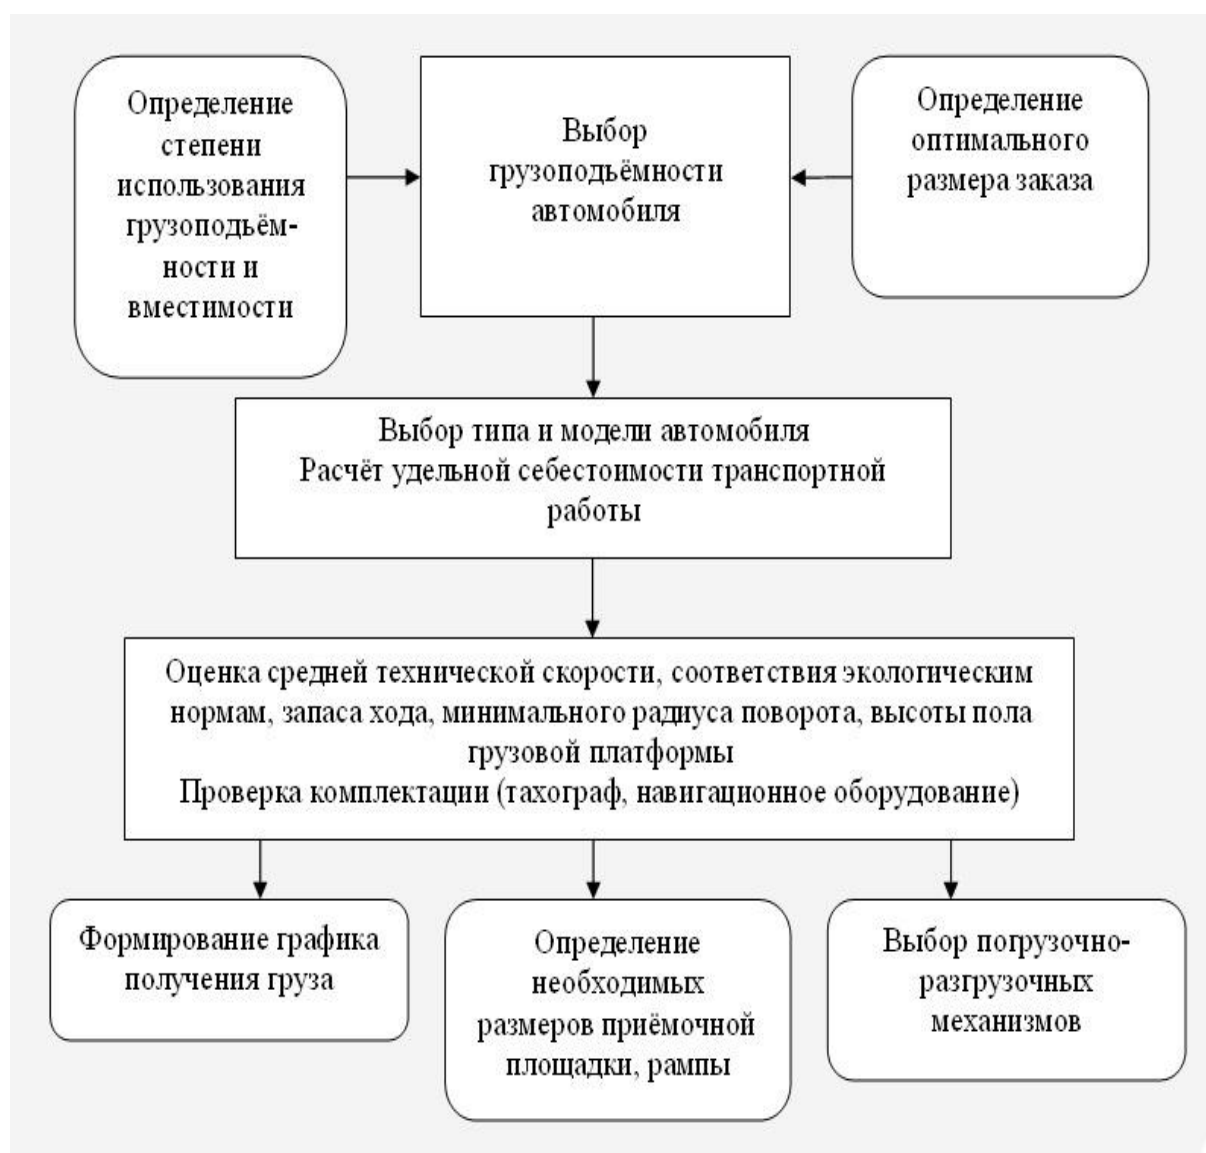 Определение
степени
использования
грузоподьём-
ности и
вместимости
Выбор
грузоподьёмности
автомобиля
Определение
оптимального
размера заказа
Выбор типа и модели автомобиля
Расчёт удельной себестоимости транспортной
работы
Оценка средней технической скорости, соответствия экологическим
нормам, запаса хода, минимального радиуса поворота, высоты пола
грузовой платформы
Проверка комплектации (тахограф, навигационное оборудование)
Формирование графика
получения груза
Определение
необходимых
размеров приёмочной
площадки, рампы
Выбор погрузочно-
разгрузочных
механизмов